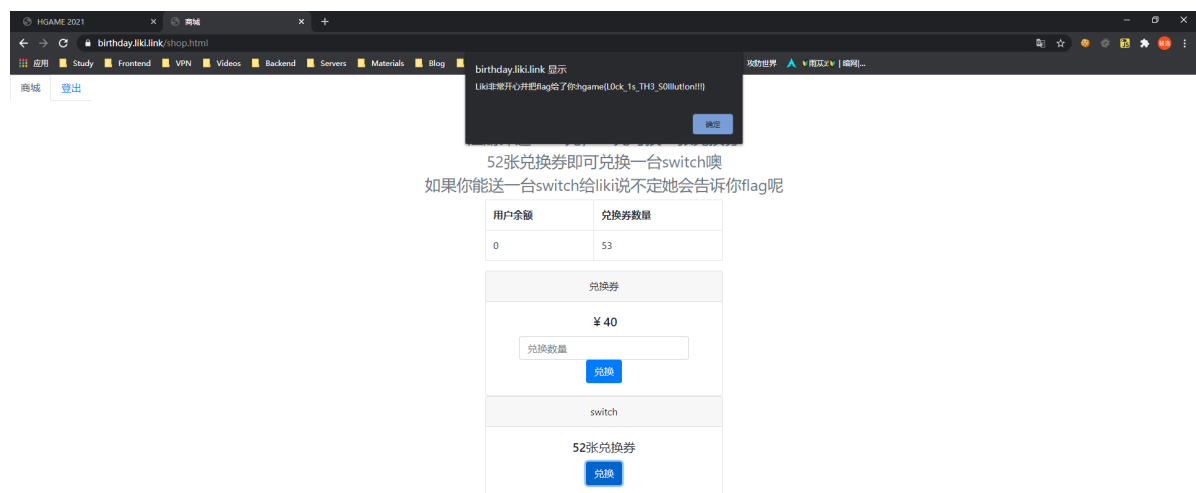 HGAME 2021
商城
birthday.liki.link/shop.html
应用 Study Frontend VPN Videos Backend Servers Materials Blog
攻防世界
birthday.liki.link 显示
Liki非常开心并把flag给了你:hgame{L0ck_1s_TH3_S0lllut!on!!!}
确定
商城 登出
52张兑换券即可兑换一台switch噢
如果你能送一台switch给liki说不定她会告诉你flag呢
用户余额 兑换券数量
0 53
兑换券
¥ 40
兑换数量
兑换
switch
52张兑换券
兑换